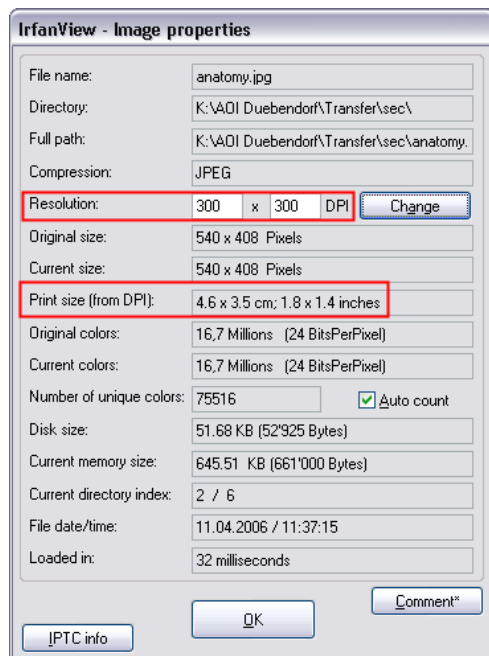 IrfanView - Image properties
File name: anatomy.jpg
Directory: K:\AOI Duebendorf\Transfer\sec\
Full path: K:\AOI Duebendorf\Transfer\sec\anatomy.
Compression: JPEG
Resolution: 300 x 300 DPI Change
Original size: 540 x 408 Pixels
Current size: 540 x 408 Pixels
Print size (from DPI): 4.6 x 3.5 cm; 1.8 x 1.4 inches
Original colors: 16,7 Millions (24 BitsPerPixel)
Current colors: 16,7 Millions (24 BitsPerPixel)
Number of unique colors: 75516 Auto count
Disk size: 51.68 KB (52'925 Bytes)
Current memory size: 645.51 KB (661'000 Bytes)
Current directory index: 2 / 6
File date/time: 11.04.2006 / 11:37:15
Loaded in: 32 milliseconds
Comment*
OK
IPTC info